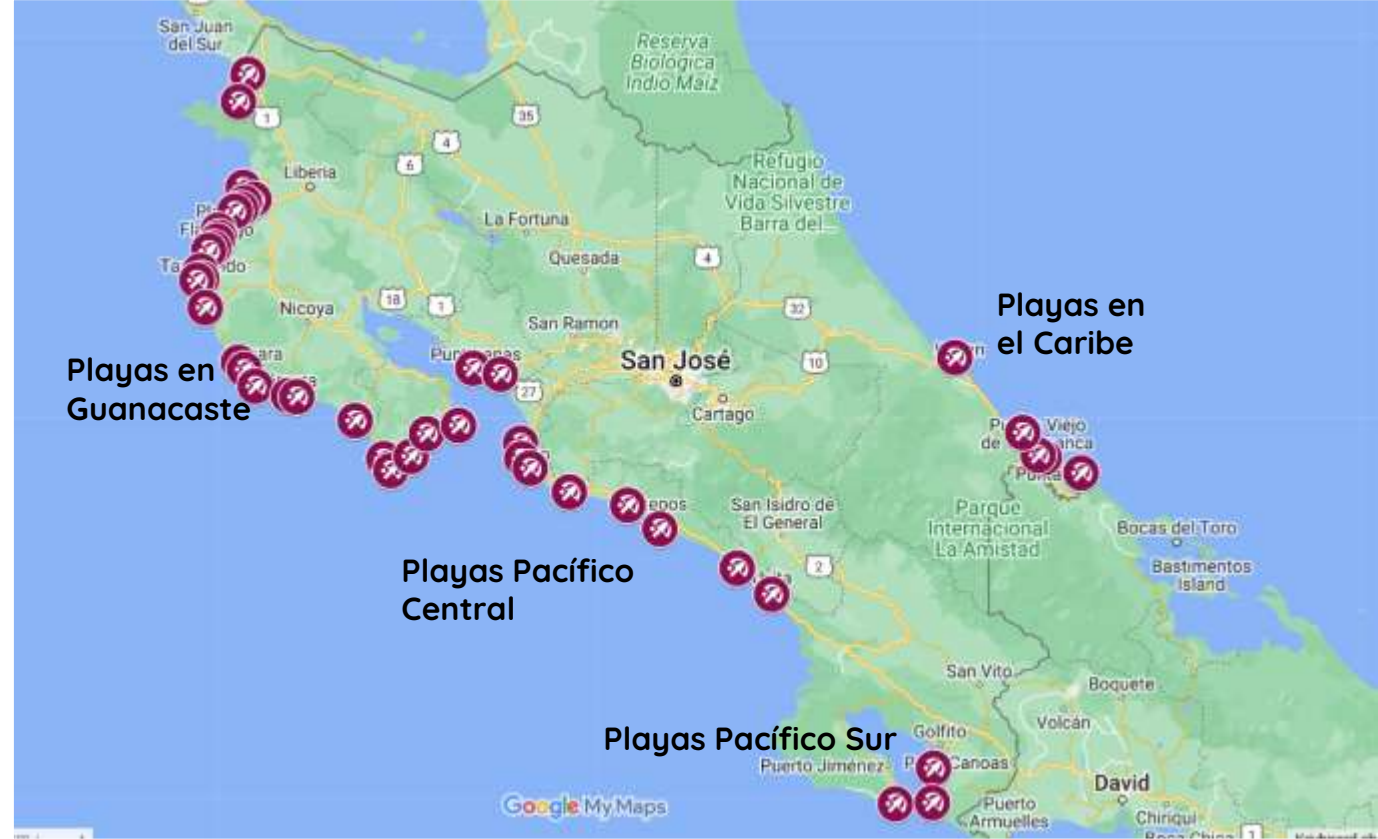 San Juan
del Sur
Reserva
Biológica
Indio Maíz
1
35
4
6
Liberia
Refugio
Nacional de
Vida Silvestre
Barra del...
La Fortuna
Quesada
4
Nicoya
18
1
32
San Ramon
San José
10
Playas en
el Caribe
27
Cartago
Playas en
Guanacaste
Viejo
de
San Isidro de
El General
Parque
Internacional
La Amistad
Bocas del Toro
Bastimentos
Island
2
Playas Pacífico
Central
San Vito
Boquete
Volcán
Golfito
Playas Pacífico Sur
Puerto Jiménez
Canoas
David
Google My Maps
Puerto
Armuelles
Chiriqui
1